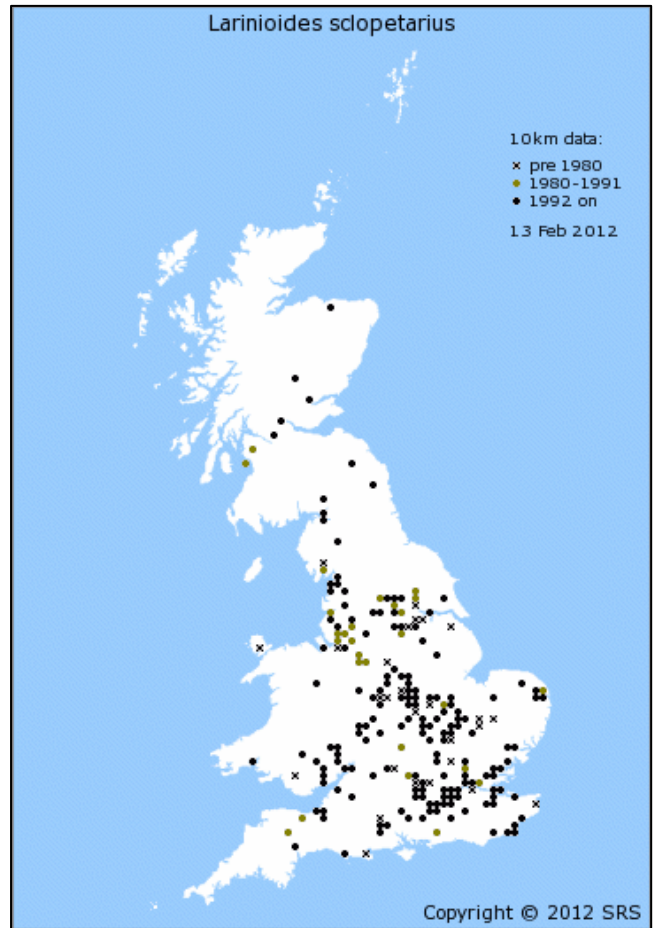 Larinioides sclopetarius
10km data:
pre 1980
1980-1991
1992 on
13 Feb 2012
Copyright © 2012 SRS